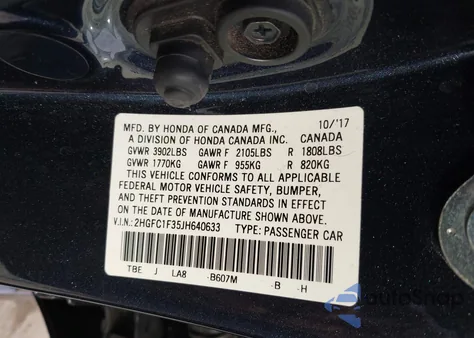 10/'17
MFD. BY HONDA OF CANADA MFG.,
A DIVISION OF HONDA CANADA INC. CANADA
GVWR 3902LBS GAWR F 2105LBS R 1808LBS
GVWR 1770KG GAWR F 955KG R 820KG
THIS VEHICLE CONFORMS TO ALL APPLICABLE
FEDERAL MOTOR VEHICLE SAFETY, BUMPER,
AND THEFT PREVENTION STANDARDS IN EFFECT
ON THE DATE OF MANUFACTURE SHOWN ABOVE.
V.I.N.: 2HGFC1F35JH640633 TYPE: PASSENGER CAR
TBE J LA8 -B607M -B -H
autoSnap